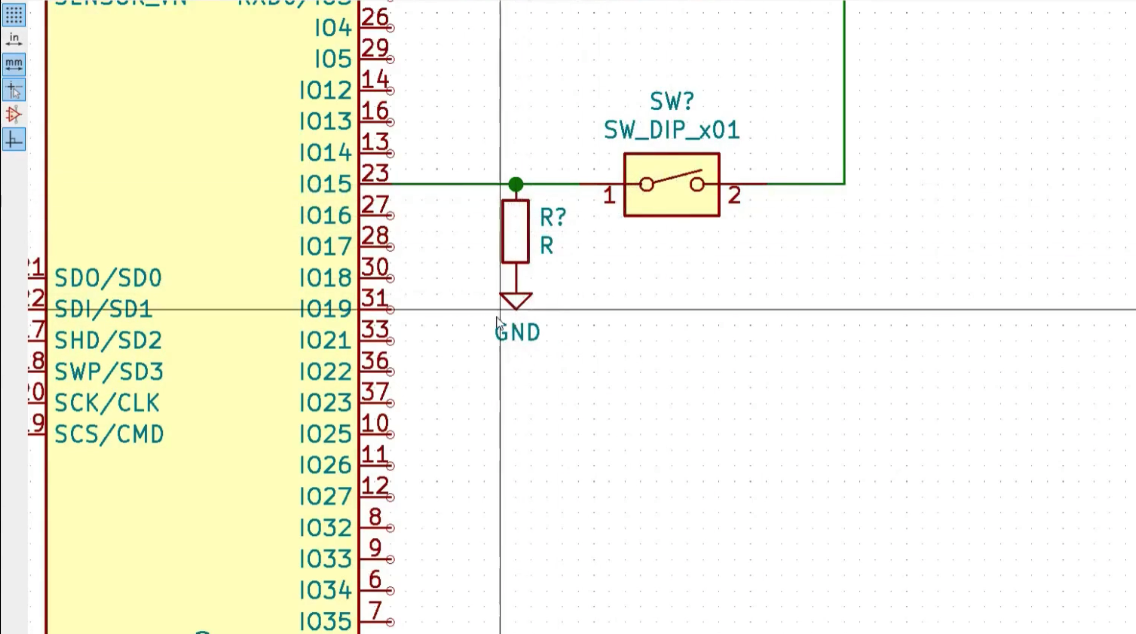 in
mm
SENSOR_VN RXD0/IO3
IO4 26
IO5 29
IO12 14
IO13 16
IO14 13
IO15 23
IO16 27
IO17 28
21 SDO/SD0 IO18 30
22 SDI/SD1 IO19 31
17 SHD/SD2 IO21 33
18 SWP/SD3 IO22 36
20 SCK/CLK IO23 37
19 SCS/CMD IO25 10
IO26 11
IO27 12
IO32 8
IO33 9
IO34 6
IO35 7
SW?
SW_DIP_x01
1 2
R?
R
GND